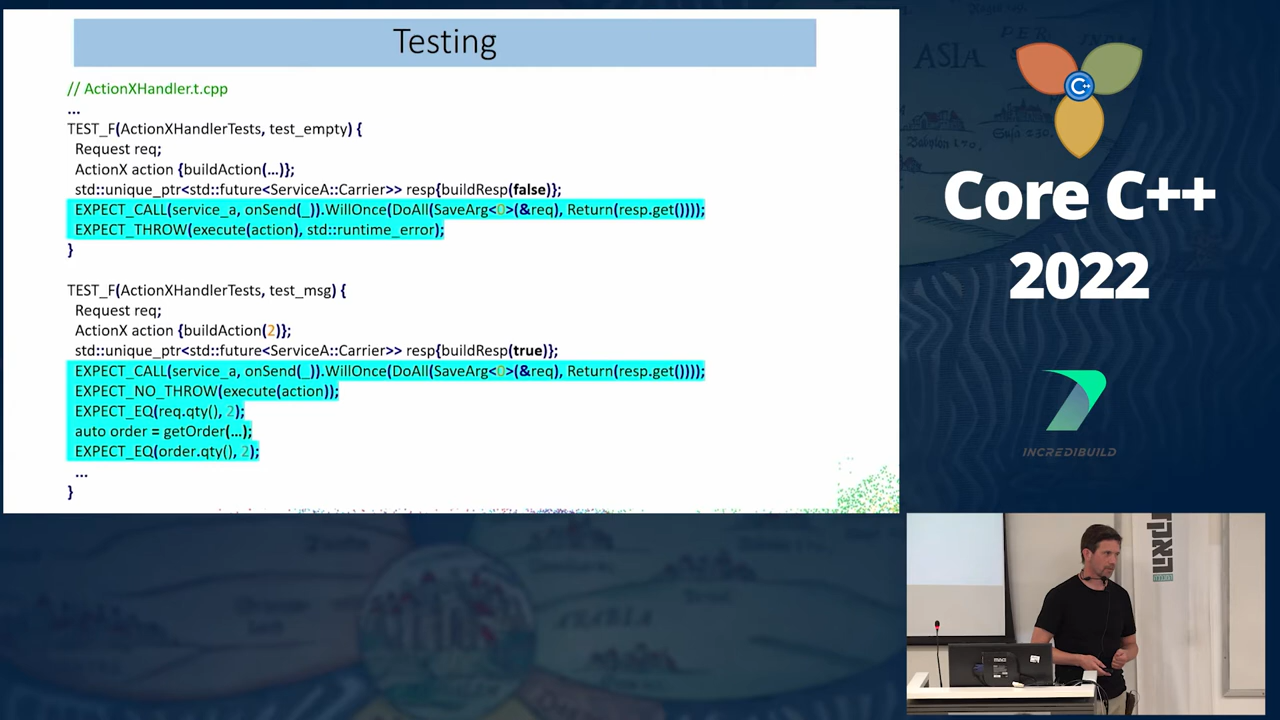 Testing
// ActionXHandler.t.cpp
...
TEST_F(ActionXHandlerTests, test_empty) {
Request req;
ActionX action {buildAction(...)};
std::unique_ptr<std::future<ServiceA::Carrier>> resp{buildResp(false)};
EXPECT_CALL(service_a, onSend(_)).WillOnce(DoAll(SaveArg<0>(&req), Return(resp.get())));
EXPECT_THROW(execute(action), std::runtime_error);
}
TEST_F(ActionXHandlerTests, test_msg) {
Request req;
ActionX action {buildAction(2)};
std::unique_ptr<std::future<ServiceA::Carrier>> resp{buildResp(true)};
EXPECT_CALL(service_a, onSend(_)).WillOnce(DoAll(SaveArg<0>(&req), Return(resp.get())));
EXPECT_NO_THROW(execute(action));
EXPECT_EQ(req.qty(), 2);
auto order = getOrder(...);
EXPECT_EQ(order.qty(), 2);
...
}
ASIA
PER
INDIA
Babylon
C++
Core C++
2022
INCREDIBUILD
ARABIA